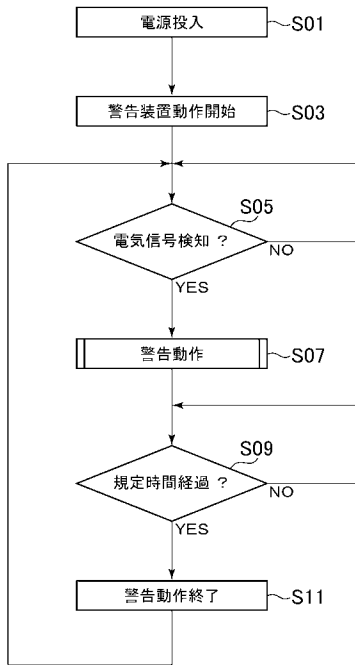 電源投入
S01
警告装置動作開始
S03
電気信号検知 ?
S05
NO
YES
警告動作
S07
規定時間経過 ?
S09
NO
YES
警告動作終了
S11